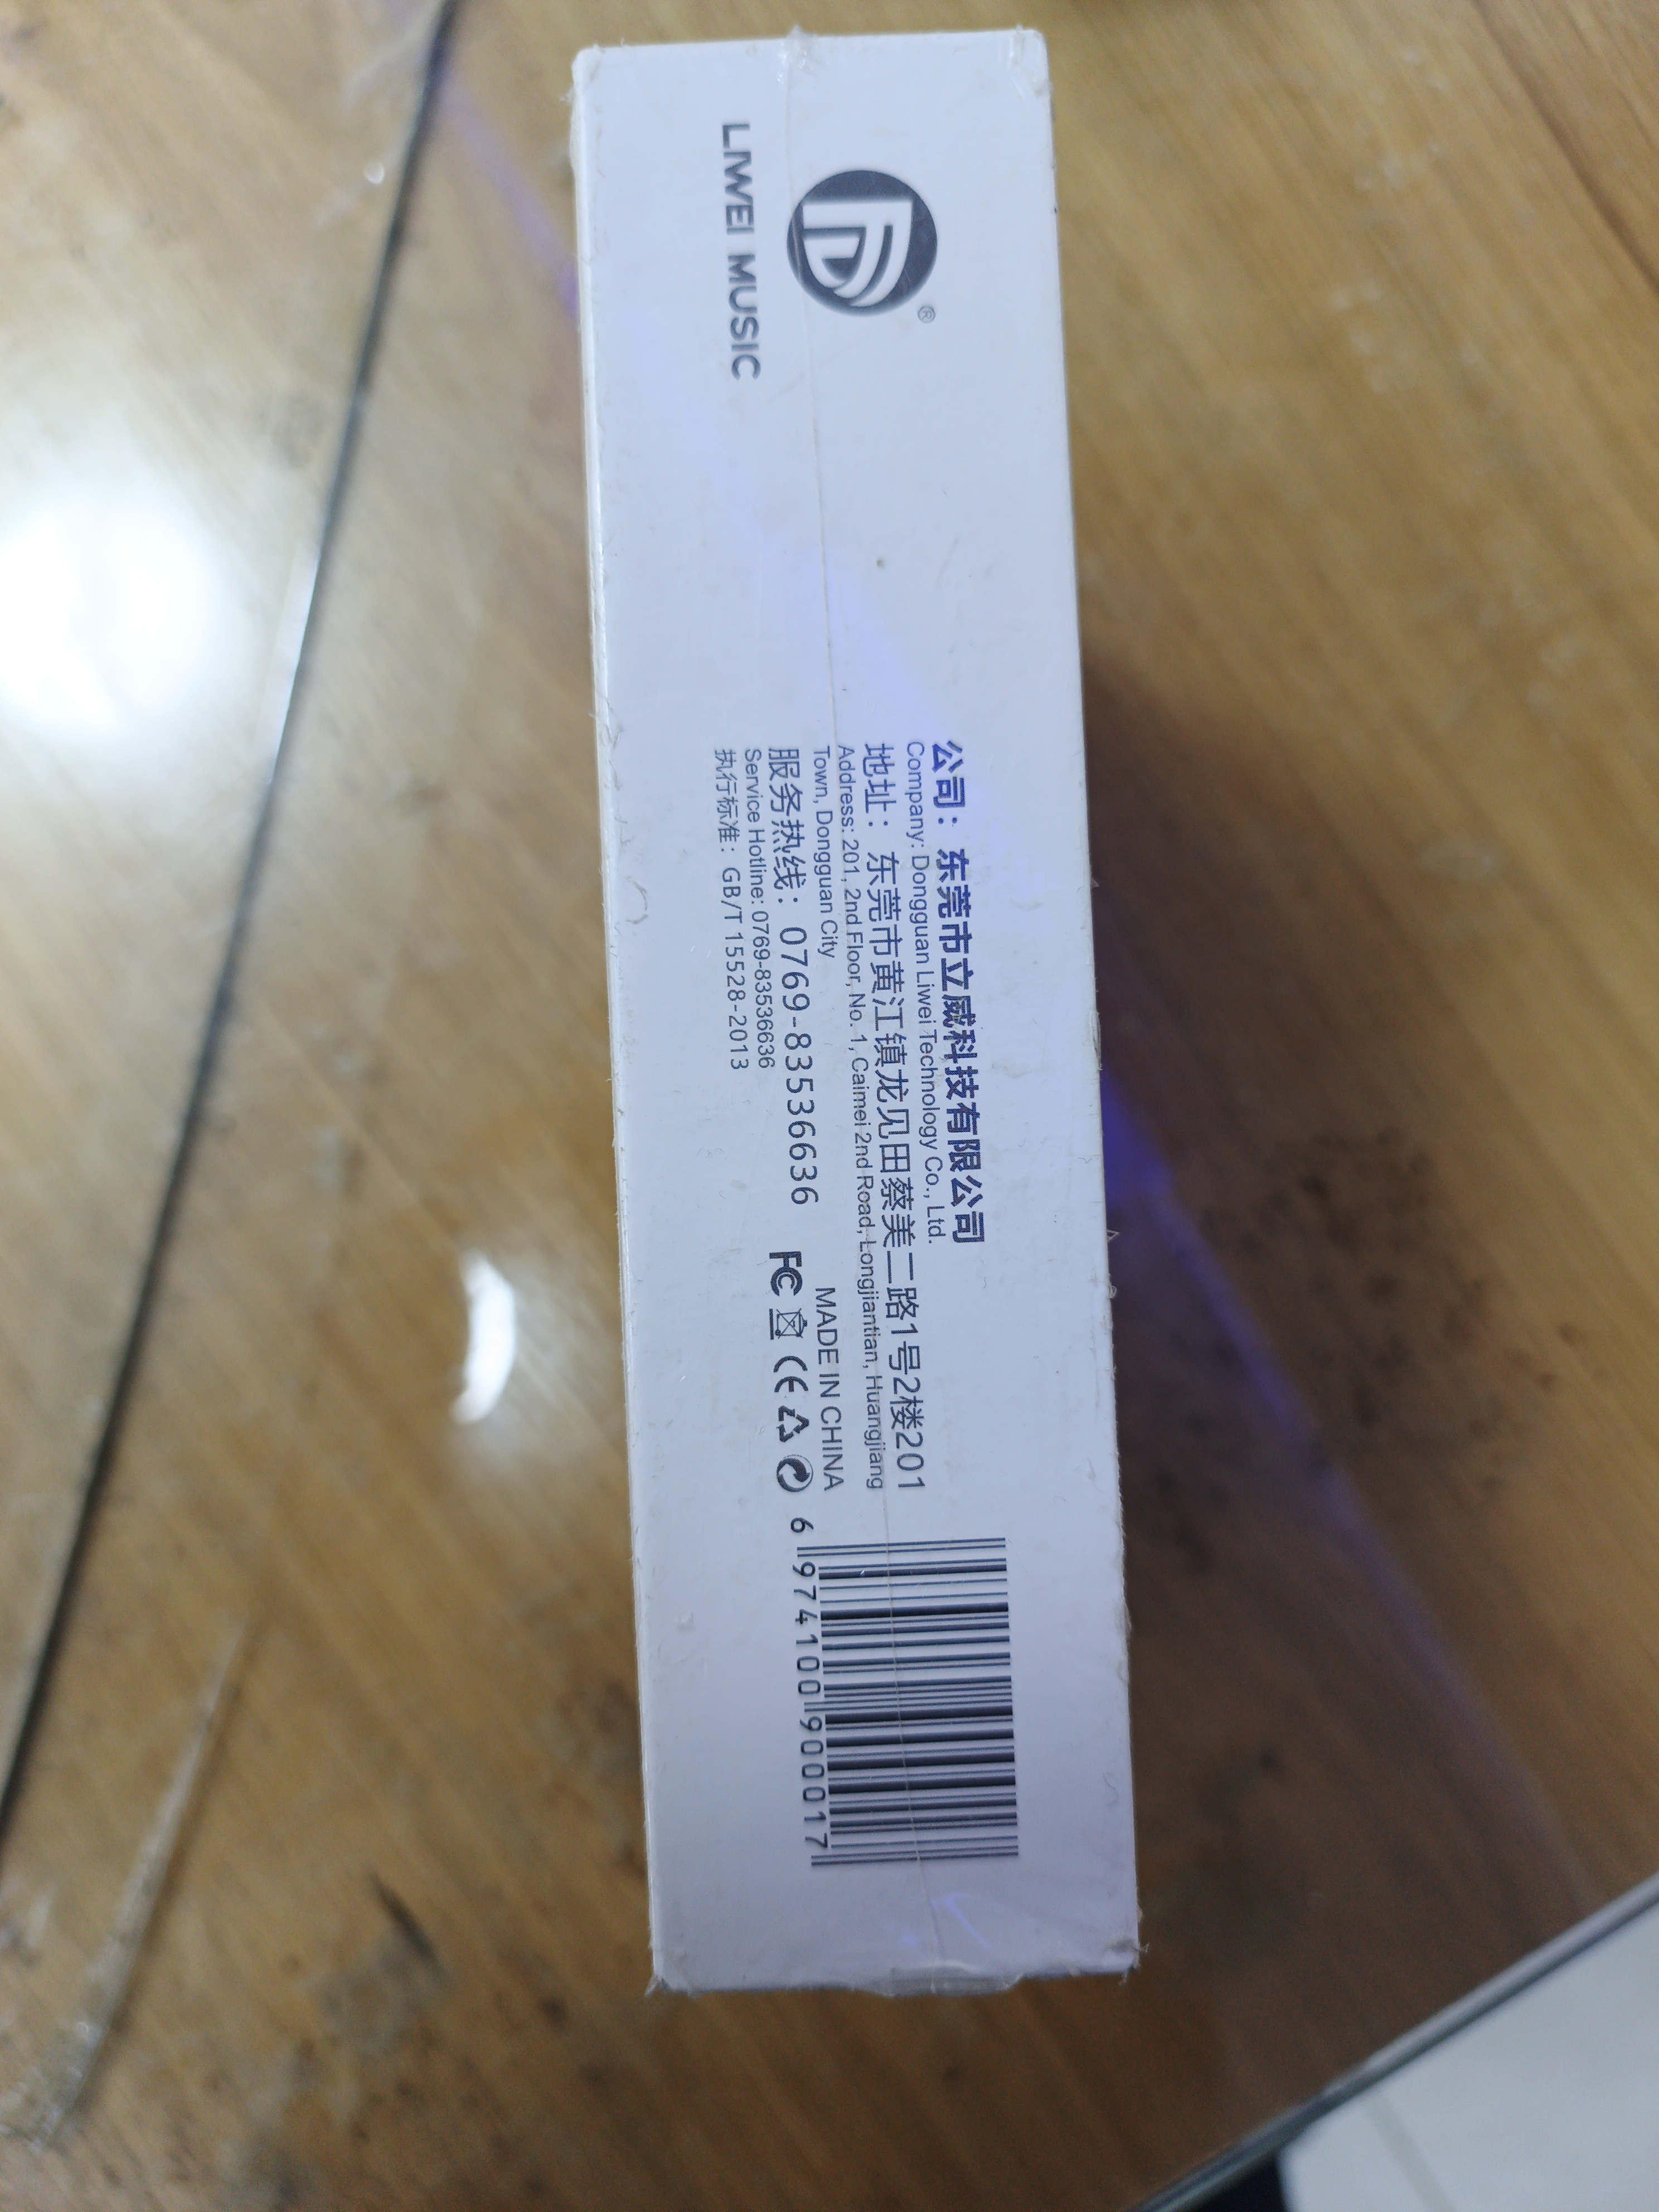 ®
LIWEI MUSIC
公司：东莞市立威科技有限公司
Company: Dongguan Liwei Technology Co., Ltd.
地址：东莞市黄江镇龙见田蔡美二路1号2楼201
Address: 201, 2nd Floor, No. 1, Caimei 2nd Road, Longjiantian, Huangjiang
Town, Dongguan City
MADE IN CHINA
服务热线：0769-83536636
Service Hotline: 0769-83536636
执行标准：GB/T 15528-2013
FC CE
6 974100 900017